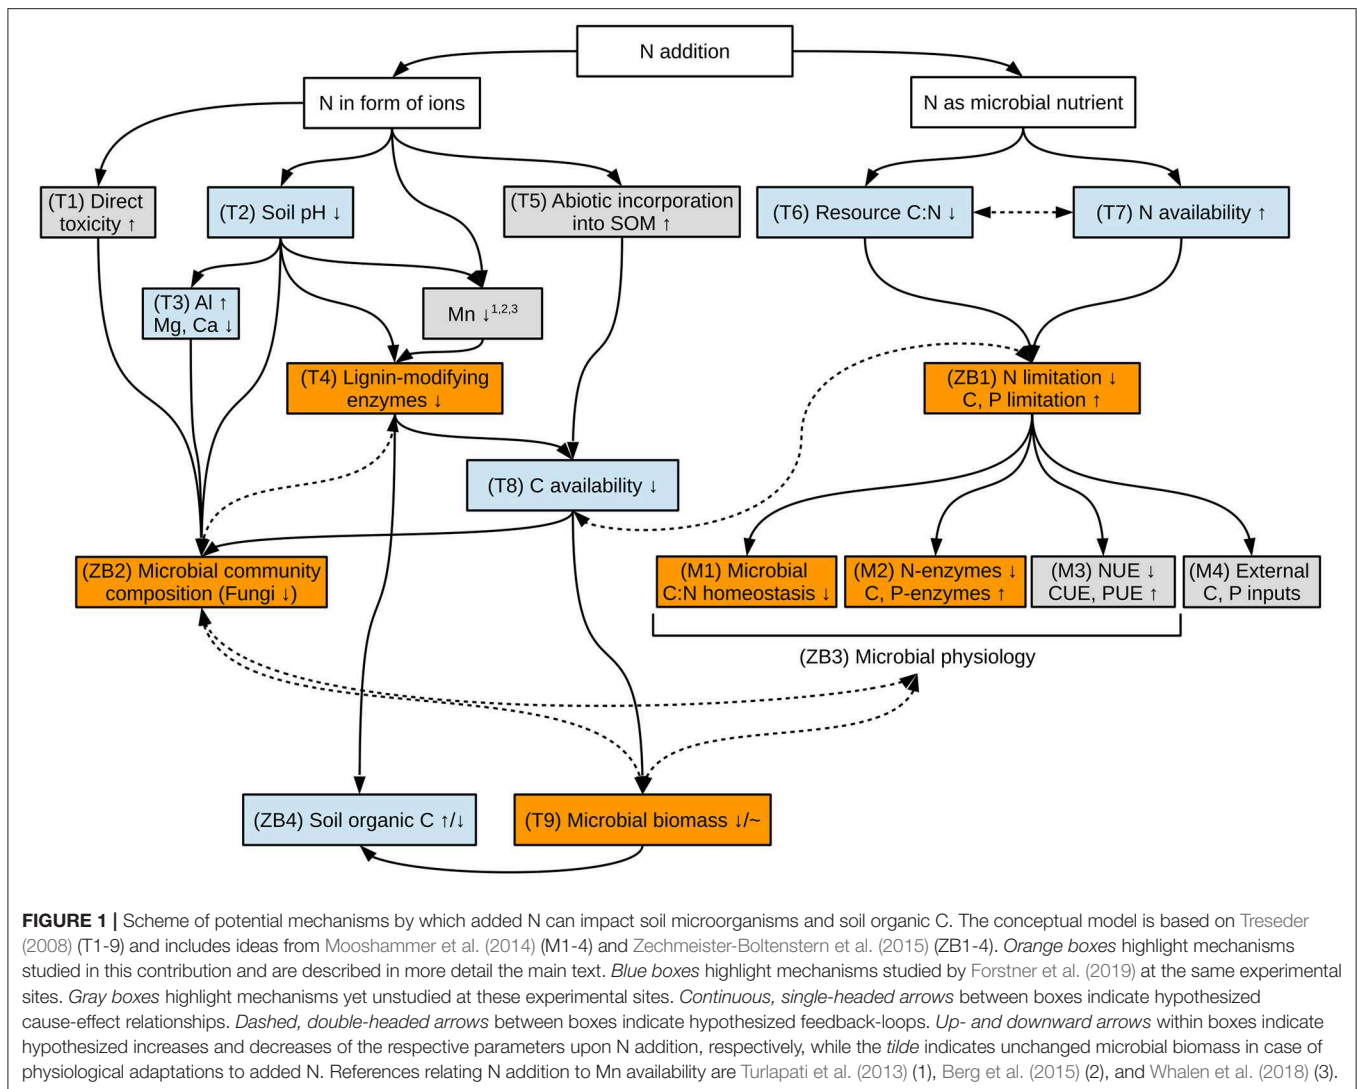 N addition
N in form of ions
N as microbial nutrient
(T1) Direct
toxicity ↑
(T2) Soil pH ↓
(T5) Abiotic incorporation
into SOM ↑
(T6) Resource C:N ↓
(T7) N availability ↑
(T3) Al ↑
Mg, Ca ↓
Mn ↓1,2,3
(T4) Lignin-modifying
enzymes ↓
(ZB1) N limitation ↓
C, P limitation ↑
(T8) C availability ↓
(ZB2) Microbial community
composition (Fungi ↓)
(M1) Microbial
C:N homeostasis ↓
(M2) N-enzymes ↓
C, P-enzymes ↑
(M3) NUE ↓
CUE, PUE ↑
(M4) External
C, P inputs
(ZB3) Microbial physiology
(ZB4) Soil organic C ↑/↓
(T9) Microbial biomass ↓/~
FIGURE 1 | Scheme of potential mechanisms by which added N can impact soil microorganisms and soil organic C. The conceptual model is based on Treseder
(2008) (T1-9) and includes ideas from Mooshammer et al. (2014) (M1-4) and Zechmeister-Boltenstern et al. (2015) (ZB1-4). Orange boxes highlight mechanisms
studied in this contribution and are described in more detail the main text. Blue boxes highlight mechanisms studied by Forstner et al. (2019) at the same experimental
sites. Gray boxes highlight mechanisms yet unstudied at these experimental sites. Continuous, single-headed arrows between boxes indicate hypothesized
cause-effect relationships. Dashed, double-headed arrows between boxes indicate hypothesized feedback-loops. Up- and downward arrows within boxes indicate
hypothesized increases and decreases of the respective parameters upon N addition, respectively, while the tilde indicates unchanged microbial biomass in case of
physiological adaptations to added N. References relating N addition to Mn availability are Turlapati et al. (2013) (1), Berg et al. (2015) (2), and Whalen et al. (2018) (3).